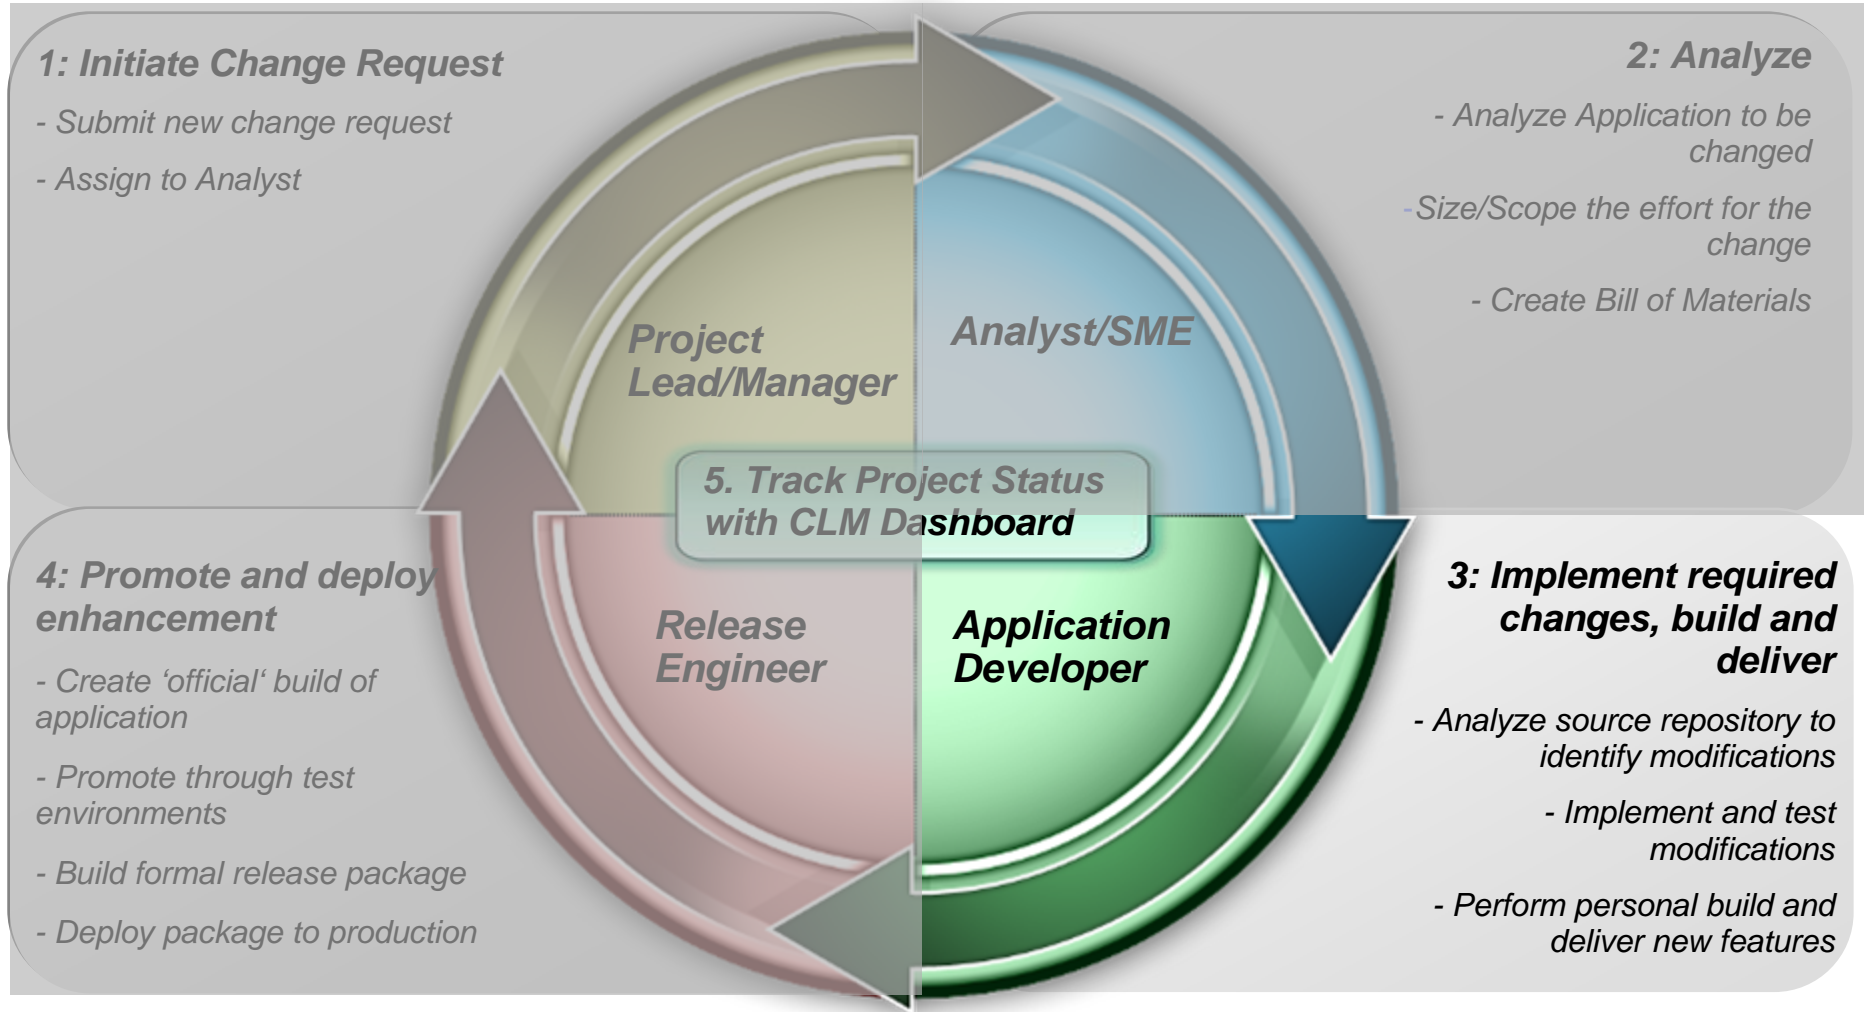 1: Initiate Change Request
- Submit new change request
- Assign to Analyst
2: Analyze
- Analyze Application to be
changed
-Size/Scope the effort for the
change
- Create Bill of Materials
Project
Lead/Manager
Analyst/SME
5. Track Project Status
with CLM Dashboard
Release
Engineer
Application
Developer
4: Promote and deploy
enhancement
- Create ‘official‘ build of
application
- Promote through test
environments
- Build formal release package
- Deploy package to production
3: Implement required
changes, build and
deliver
- Analyze source repository to
identify modifications
- Implement and test
modifications
- Perform personal build and
deliver new features